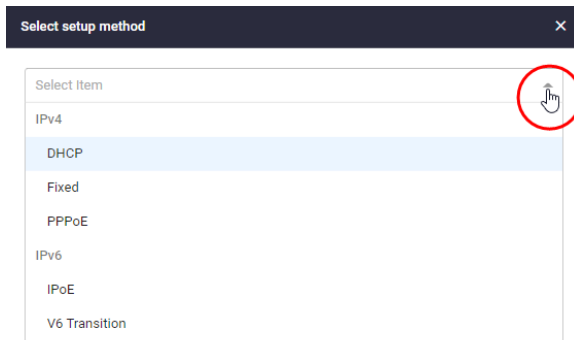 Select setup method
Select Item
IPv4
DHCP
Fixed
PPPoE
IPv6
IPoE
V6 Transition